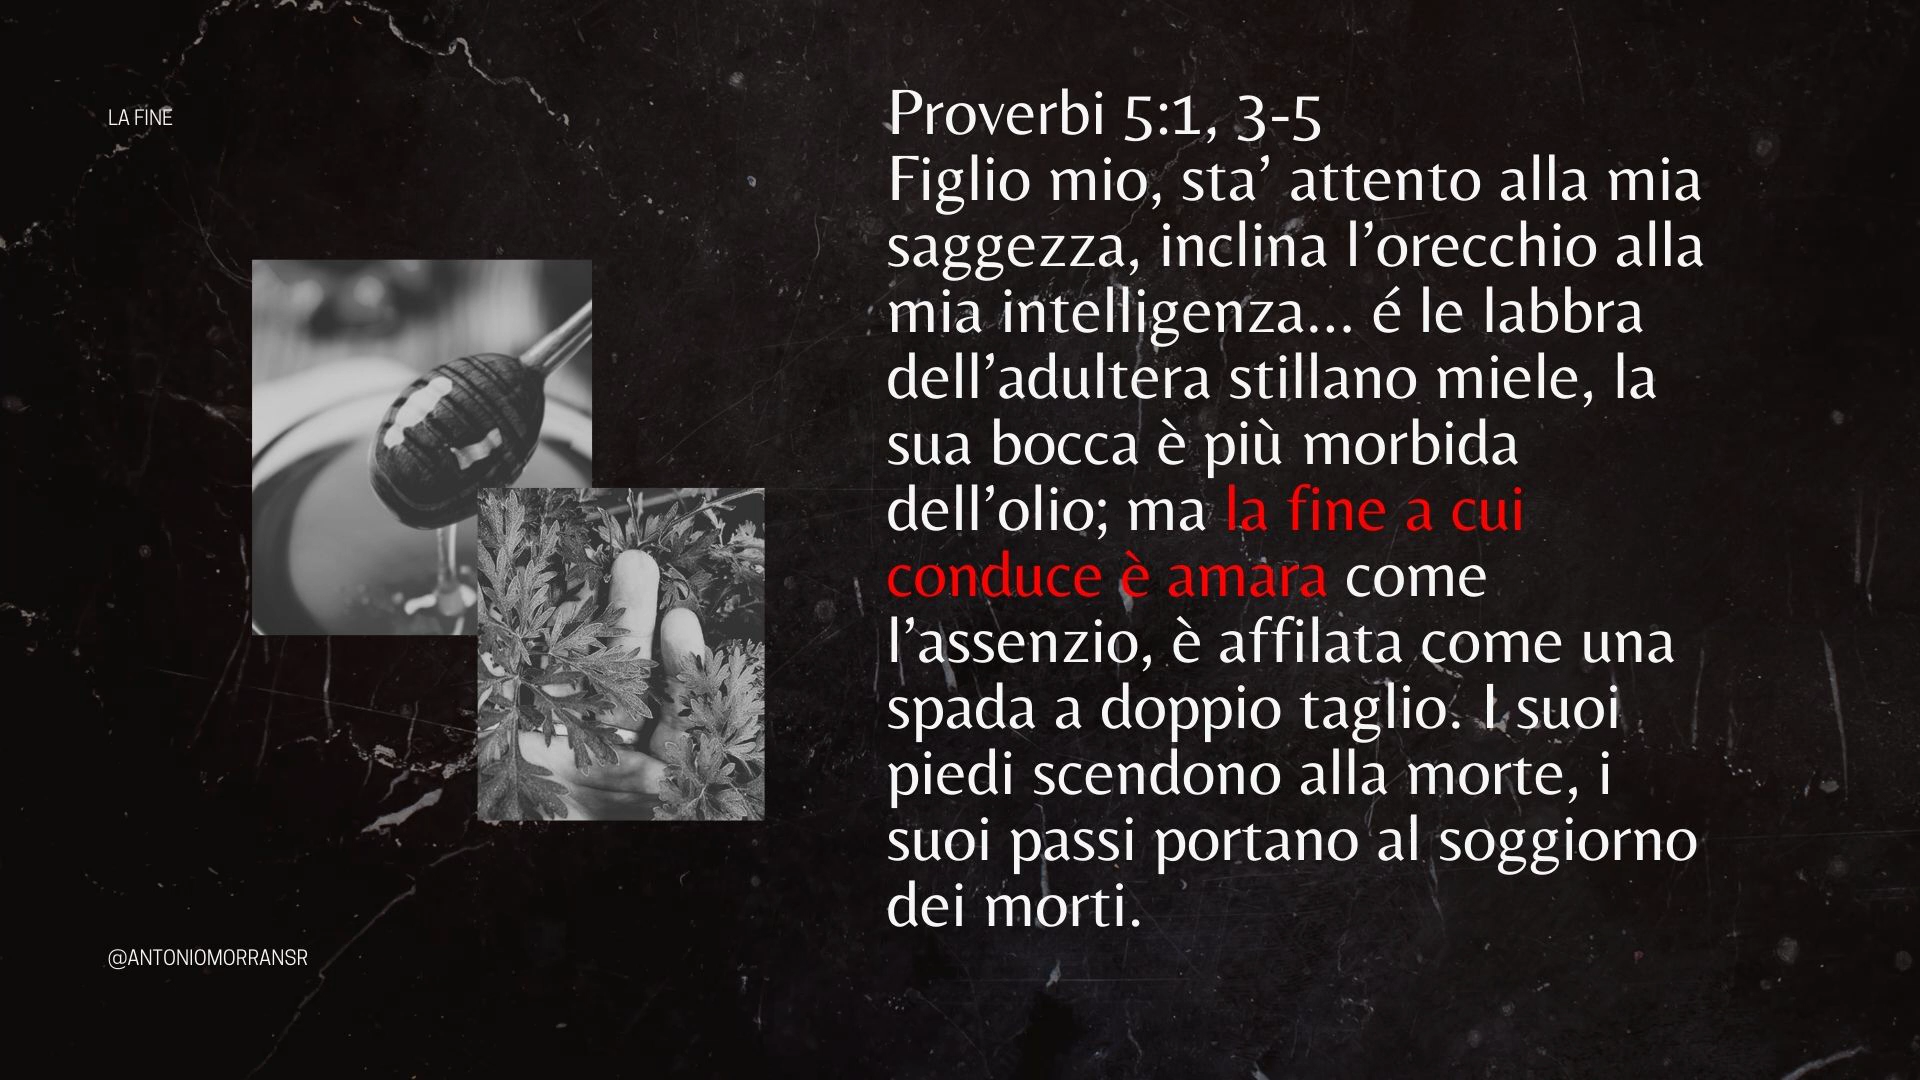 LA FINE
Proverbi 5:1, 3-5
Figlio mio, sta’ attento alla mia
saggezza, inclina l’orecchio alla
mia intelligenza... é le labbra
dell’adultera stillano miele, la
sua bocca è più morbida
dell’olio; ma la fine a cui
conduce è amara come
l’assenzio, è affilata come una
spada a doppio taglio. I suoi
piedi scendono alla morte, i
suoi passi portano al soggiorno
dei morti.
@ANTONIOMORRANSR